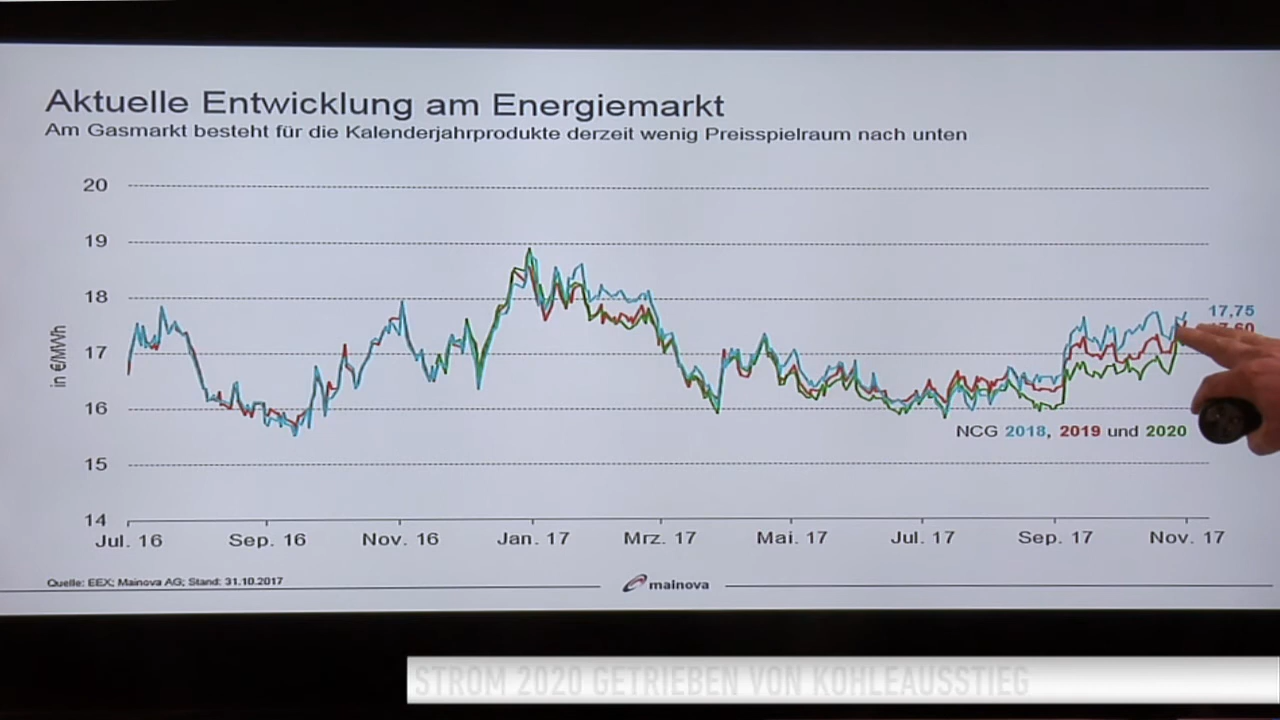 Aktuelle Entwicklung am Energiemarkt
Am Gasmarkt besteht für die Kalenderjahrprodukte derzeit wenig Preisspielraum nach unten
20
19
18
17
16
15
14
in €/MWh
17,75
NCG 2018, 2019 und 2020
Jul. 16 Sep. 16 Nov. 16 Jan. 17 Mrz. 17 Mai. 17 Jul. 17 Sep. 17 Nov. 17
Quelle: EEX; Mainova AG; Stand: 31.10.2017
mainova
STROM 2020 GETRIEBEN VON KOHLEAUSSTIEG